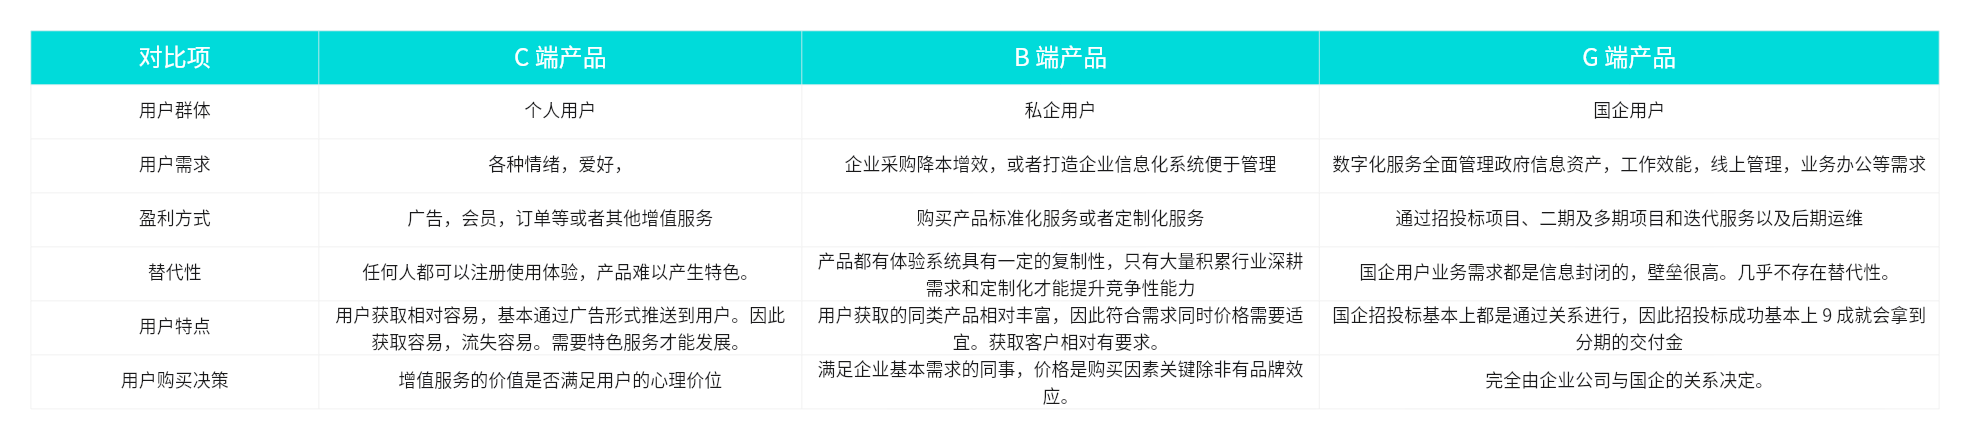 对比项
C 端产品
B 端产品
G 端产品
用户群体
个人用户
私企用户
国企用户
用户需求
各种情绪，爱好，
企业采购降本增效，或者打造企业信息化系统便于管理
数字化服务全面管理政府信息资产，工作效能，线上管理，业务办公等需求
盈利方式
广告，会员，订单等或者其他增值服务
购买产品标准化服务或者定制化服务
通过招投标项目、二期及多期项目和迭代服务以及后期运维
替代性
任何人都可以注册使用体验，产品难以产生特色。
产品都有体验系统具有一定的复制性，只有大量积累行业深耕
需求和定制化才能提升竞争性能力
国企用户业务需求都是信息封闭的，壁垒很高。几乎不存在替代性。
用户特点
用户获取相对容易，基本通过广告形式推送到用户。因此
获取容易，流失容易。需要特色服务才能发展。
用户获取的同类产品相对丰富，因此符合需求同时价格需要适
宜。获取客户相对有要求。
国企招投标基本上都是通过关系进行，因此招投标成功基本上 9 成就会拿到
分期的交付金
用户购买决策
增值服务的价值是否满足用户的心理价位
满足企业基本需求的同事，价格是购买因素关键除非有品牌效
应。
完全由企业公司与国企的关系决定。